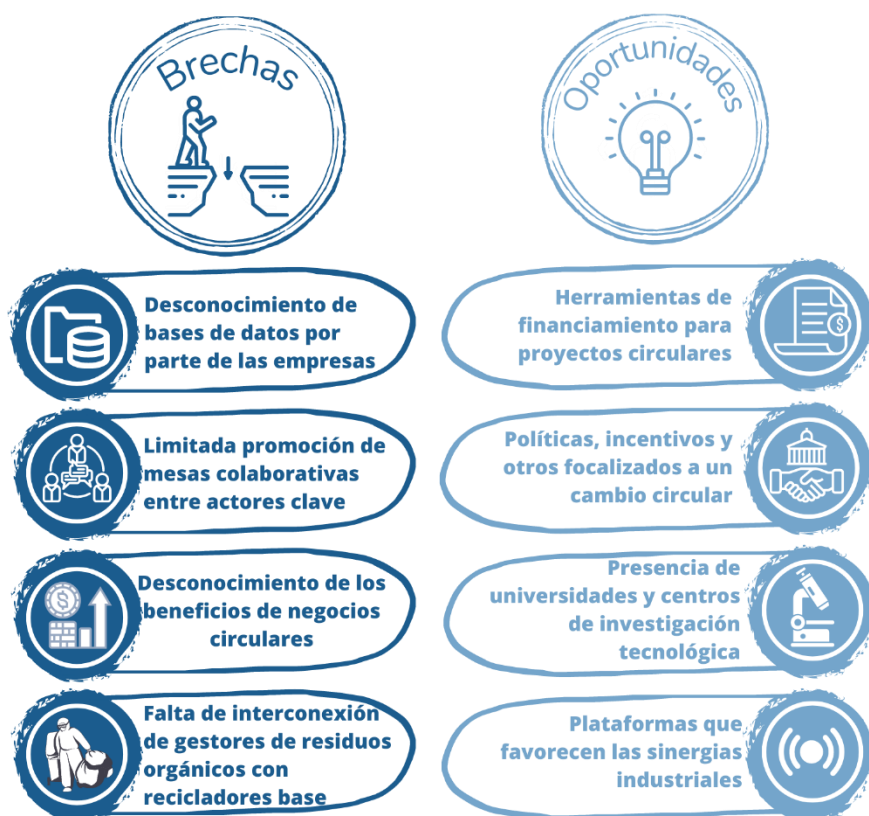 Brechas
Desconocimiento de
bases de datos por
parte de las empresas
Limitada promoción de
mesas colaborativas
entre actores clave
Desconocimiento de los
beneficios de negocios
circulares
Falta de interconexión
de gestores de residuos
orgánicos con
recicladores base
Oportunidades
Herramientas de
financiamiento para
proyectos circulares
Políticas, incentivos y
otros focalizados a un
cambio circular
Presencia de
universidades y centros
de investigación
tecnológica
Plataformas que
favorecen las sinergias
industriales